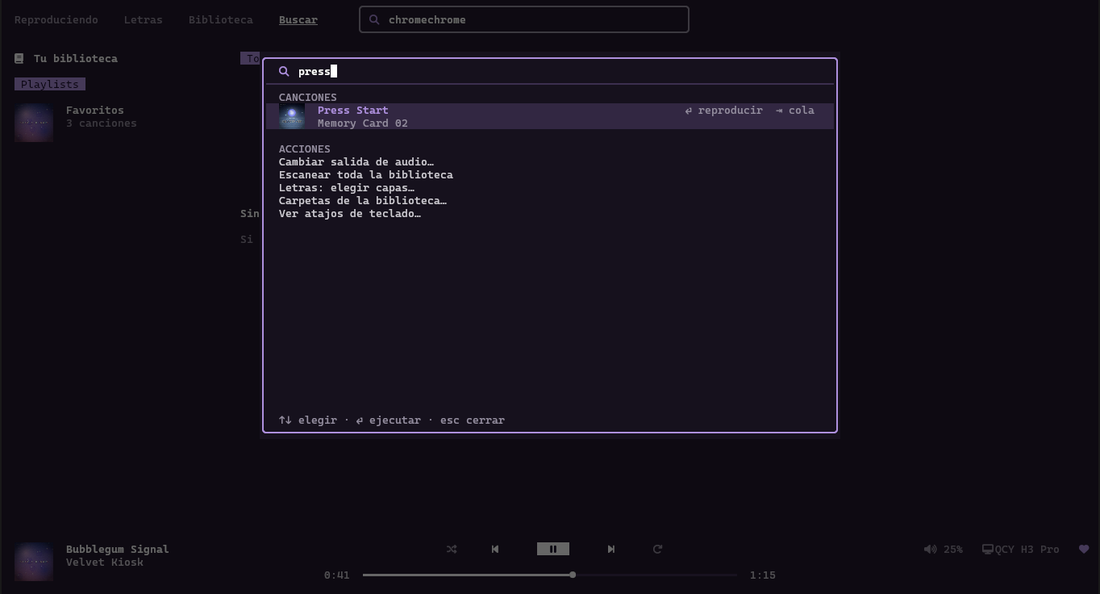 Reproduciendo Letras Biblioteca Buscar chromechrome
Tu biblioteca
To
Playlists
Favoritos
3 canciones
Sin
Si
press
CANCIONES
Press Start ↵ reproducir ⇥ cola
Memory Card 02
ACCIONES
Cambiar salida de audio…
Escanear toda la biblioteca
Letras: elegir capas…
Carpetas de la biblioteca…
Ver atajos de teclado…
↑↓ elegir · ↵ ejecutar · esc cerrar
Bubblegum Signal
Velvet Kiosk
0:41 1:15
25% QCY H3 Pro